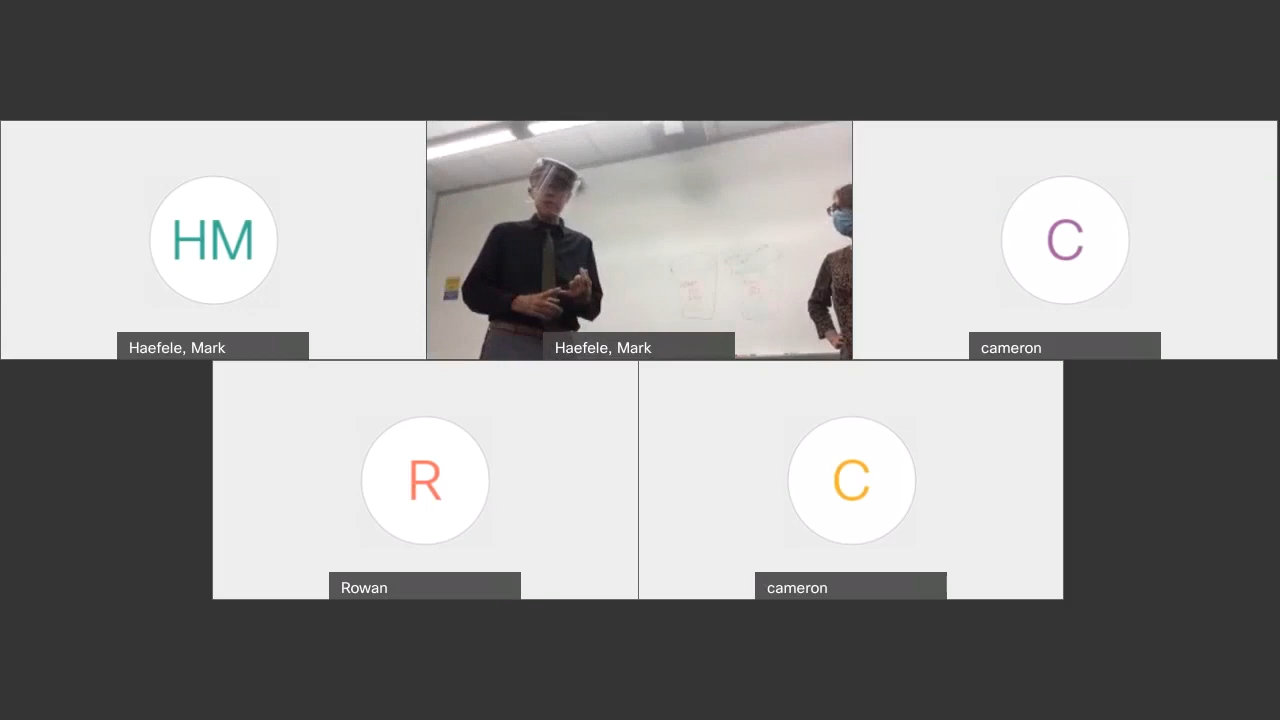 HM
Haefele, Mark
Haefele, Mark
C
cameron
R
Rowan
C
cameron